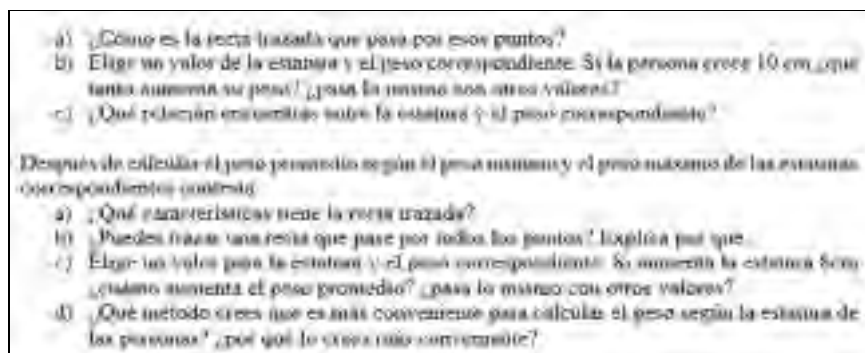 a) ¿Cómo es la recta trazada que pasa por esos puntos?
b) Elige un valor de la estatura y el peso correspondiente. Si la persona crece 10 cm ¿qué
tanto aumenta su peso? ¿pasa lo mismo con otros valores?
c) ¿Qué relación encuentras entre la estatura y el peso correspondiente?
Después de calcular el peso promedio según el peso mínimo y el peso máximo de las estaturas
correspondientes contesta
a) ¿Qué características tiene la recta trazada?
b) ¿Puedes trazar una recta que pase por todos los puntos? Explica por qué.
c) Elige un valor para la estatura y el peso correspondiente. Si aumenta la estatura 8cm
¿cuánto aumenta el peso promedio? ¿pasa lo mismo con otros valores?
d) ¿Qué método crees que es más conveniente para calcular el peso según la estatura de
las personas? ¿por qué lo crees más conveniente?